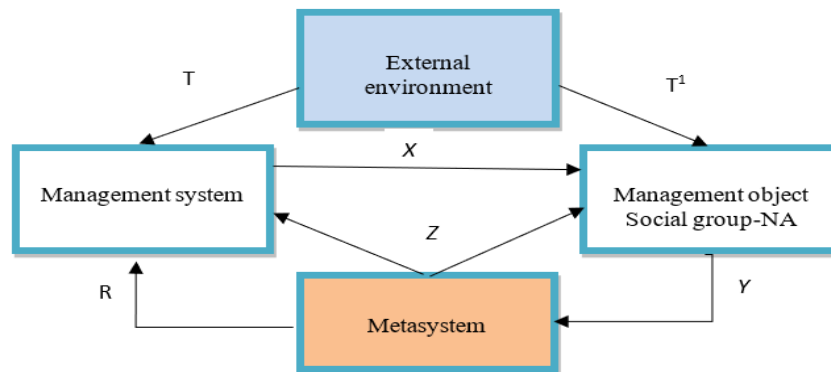 External
environment
T
T¹
X
Management system
Management object
Social group-NA
Z
R
Y
Metasystem